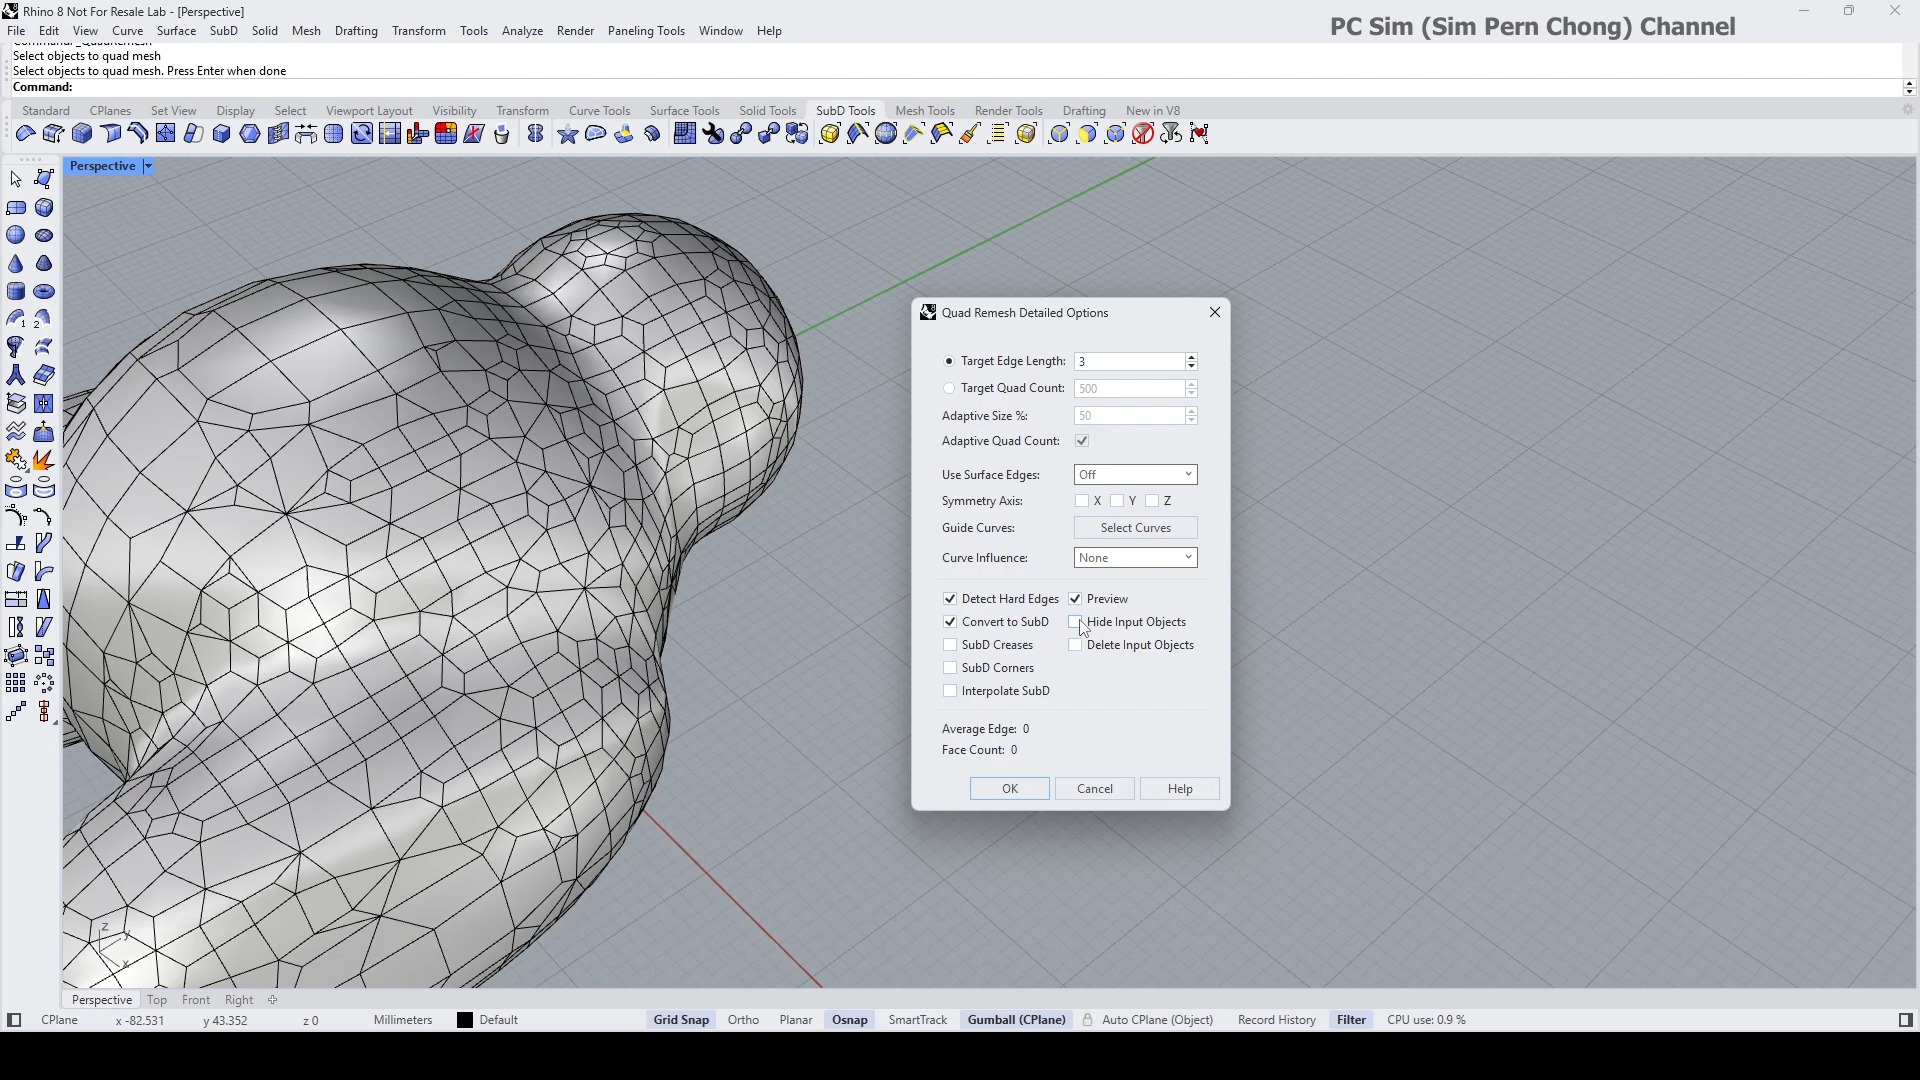 Rhino 8 Not For Resale Lab - [Perspective]
PC Sim (Sim Pern Chong) Channel
File Edit View Curve Surface SubD Solid Mesh Drafting Transform Tools Analyze Render Paneling Tools Window Help
Select objects to quad mesh
Select objects to quad mesh. Press Enter when done
Command:
Standard CPlanes Set View Display Select Viewport Layout Visibility Transform Curve Tools Surface Tools Solid Tools SubD Tools Mesh Tools Render Tools Drafting New in V8
Perspective
Quad Remesh Detailed Options
Target Edge Length: 3
Target Quad Count: 500
Adaptive Size %: 50
Adaptive Quad Count:
Use Surface Edges: Off
Symmetry Axis: X Y Z
Guide Curves: Select Curves
Curve Influence: None
Detect Hard Edges Preview
Convert to SubD Hide Input Objects
SubD Creases Delete Input Objects
SubD Corners
Interpolate SubD
Average Edge: 0
Face Count: 0
OK Cancel Help
z
y
x
Perspective Top Front Right
CPlane x -82.531 y 43.352 z 0 Millimeters Default Grid Snap Ortho Planar Osnap SmartTrack Gumball (CPlane) Auto CPlane (Object) Record History Filter CPU use: 0.9 %